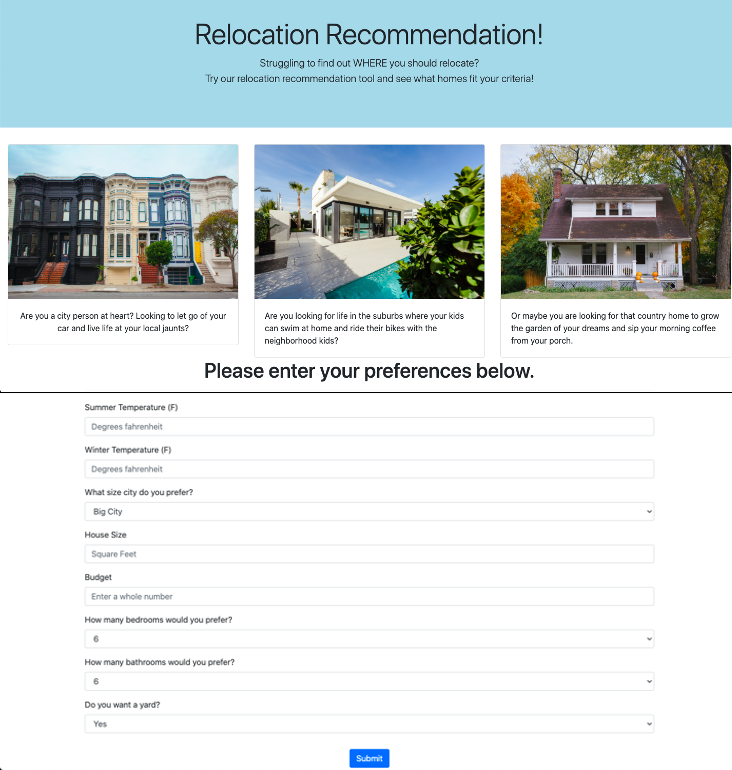 Relocation Recommendation!
Struggling to find out WHERE you should relocate?
Try our relocation recommendation tool and see what homes fit your criteria!
Are you a city person at heart? Looking to let go of your
car and live life at your local jaunts?
Are you looking for life in the suburbs where your kids
can swim at home and ride their bikes with the
neighborhood kids?
Or maybe you are looking for that country home to grow
the garden of your dreams and sip your morning coffee
from your porch.
Please enter your preferences below.
Summer Temperature (F)
Degrees fahrenheit
Winter Temperature (F)
Degrees fahrenheit
What size city do you prefer?
Big City
House Size
Square Feet
Budget
Enter a whole number
How many bedrooms would you prefer?
6
How many bathrooms would you prefer?
6
Do you want a yard?
Yes
Submit